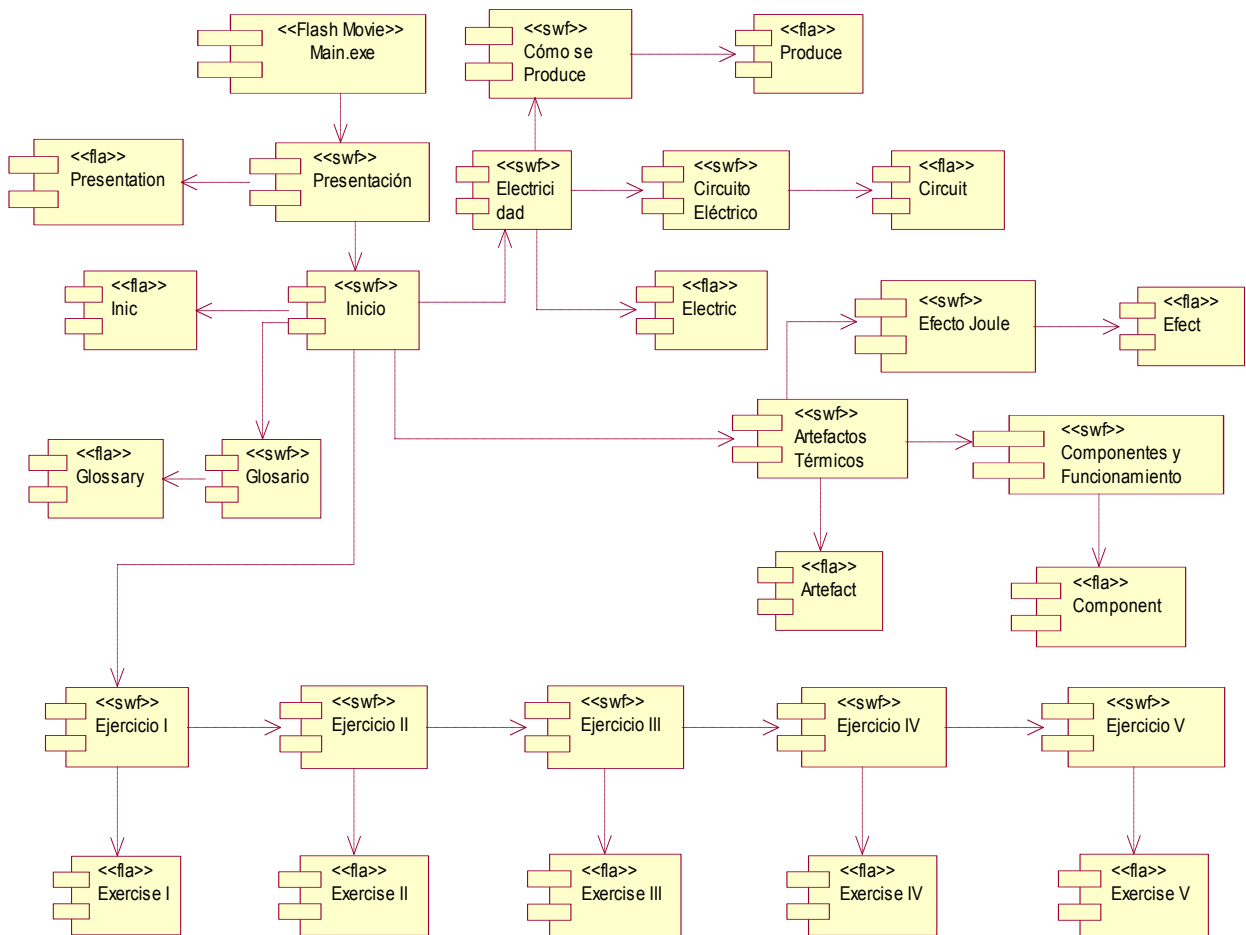 <<Flash Movie>>
Main.exe
<<swf>>
Cómo se
Produce
<<fla>>
Produce
<<fla>>
Presentation
<<swf>>
Presentación
<<swf>>
Electrici
dad
<<swf>>
Circuito
Eléctrico
<<fla>>
Circuit
<<fla>>
Inic
<<swf>>
Inicio
<<fla>>
Electric
<<swf>>
Efecto Joule
<<fla>>
Efect
<<fla>>
Glossary
<<swf>>
Glosario
<<swf>>
Artefactos
Térmicos
<<swf>>
Componentes y
Funcionamiento
<<fla>>
Artefact
<<fla>>
Component
<<swf>>
Ejercicio I
<<swf>>
Ejercicio II
<<swf>>
Ejercicio III
<<swf>>
Ejercicio IV
<<swf>>
Ejercicio V
<<fla>>
Exercise I
<<fla>>
Exercise II
<<fla>>
Exercise III
<<fla>>
Exercise IV
<<fla>>
Exercise V